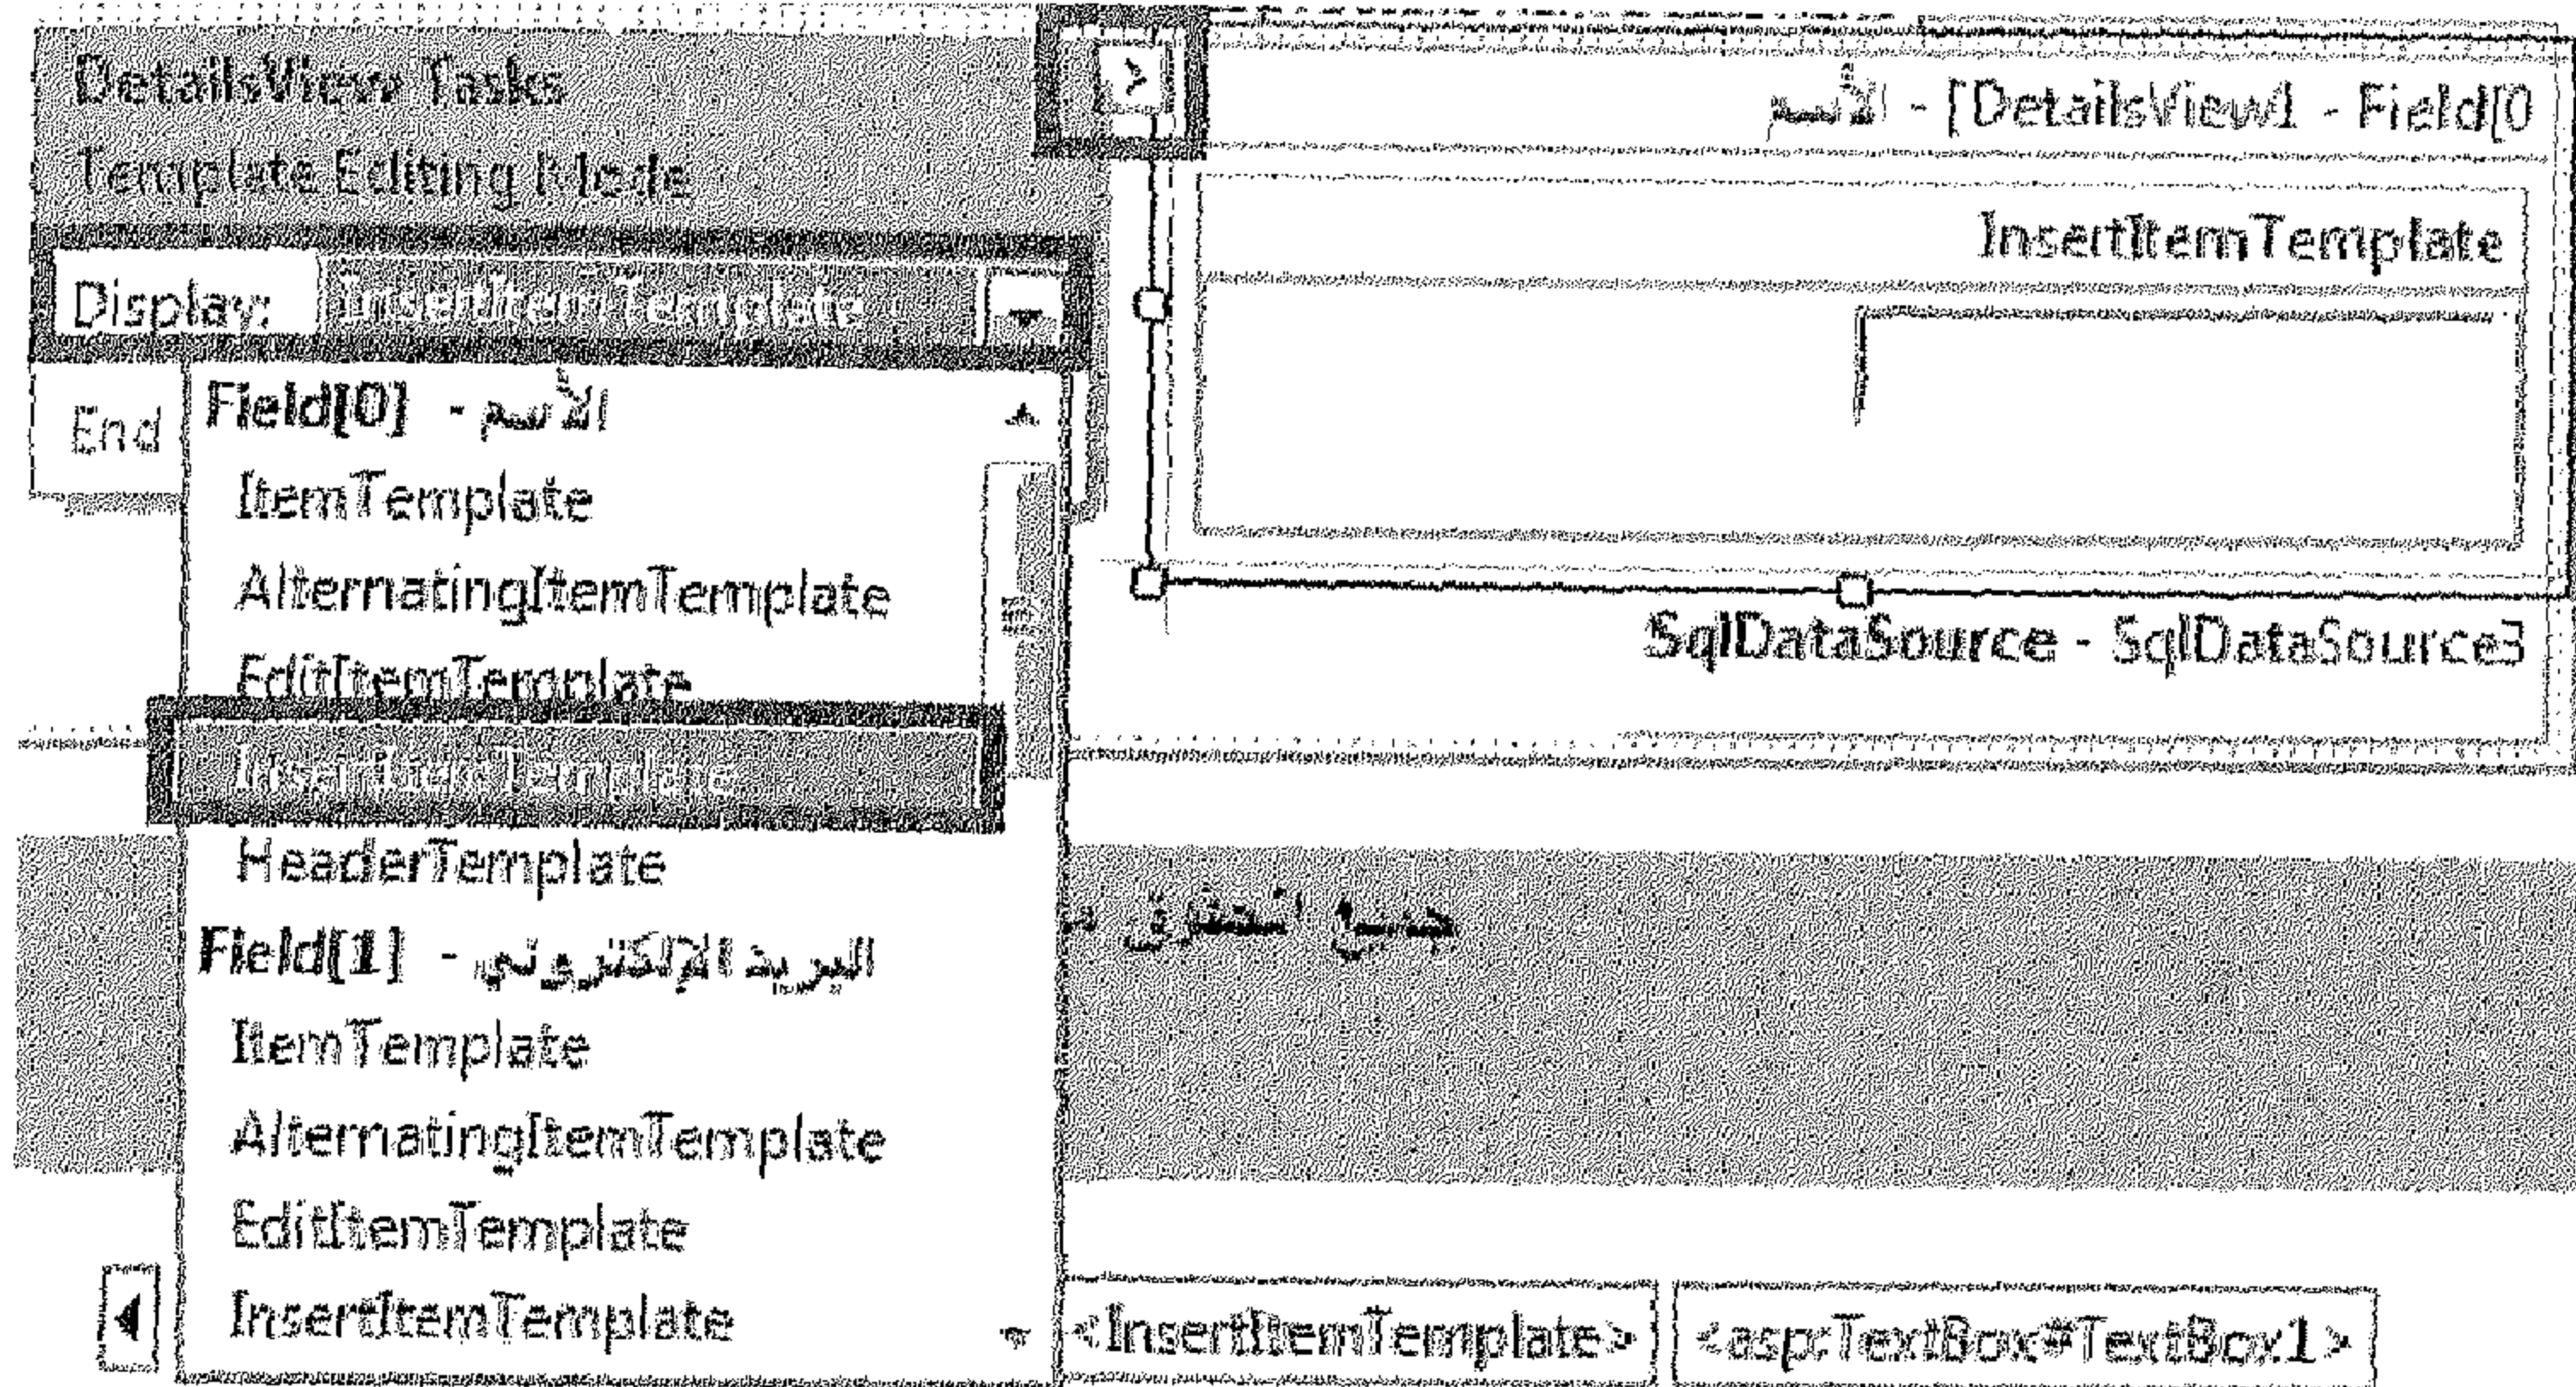 DetailsView Tasks
Template Editing Mode
Display: InsertItemTemplate
End
Field[0] - الأسم
ItemTemplate
AlternatingItemTemplate
EditItemTemplate
InsertItemTemplate
HeaderTemplate
Field[1] - البريد الإلكتروني
ItemTemplate
AlternatingItemTemplate
EditItemTemplate
InsertItemTemplate
الأسم - [DetailsView1 - Field[0
InsertItemTemplate
SqlDataSource - SqlDataSource3
<InsertItemTemplate> <asp:TextBox#TextBox1>